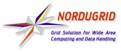 NORDUGRID
Grid Solution for Wide Area
Computing and Data Handling